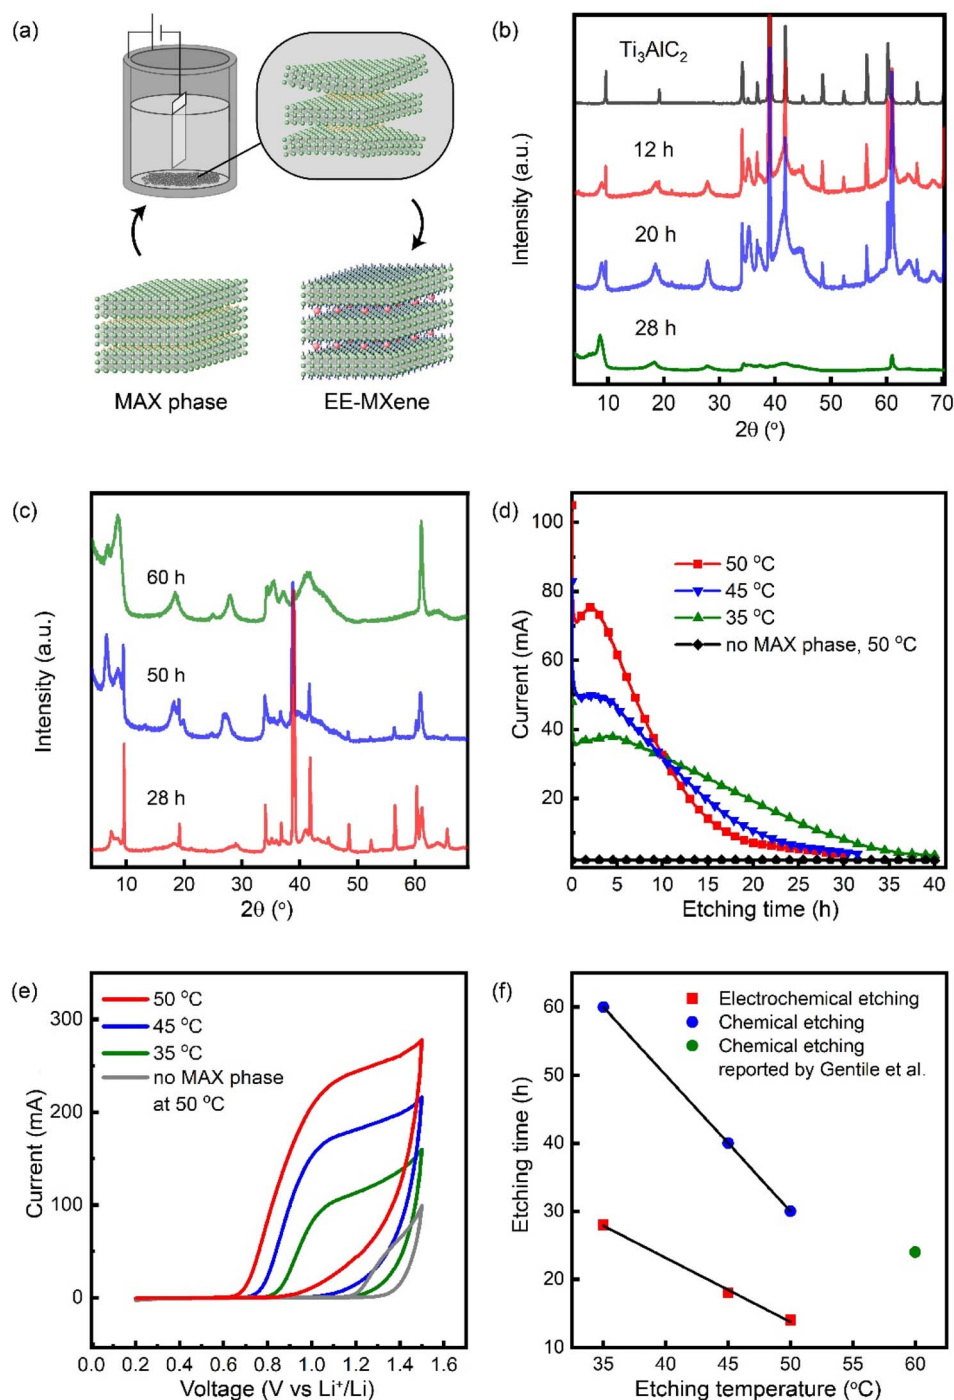 (a)
MAX phase
EE-MXene
(b)
Intensity (a.u.)
Ti₃AlC₂
12 h
20 h
28 h
10 20 30 40 50 60 70
2θ (°)
(c)
Intensity (a.u.)
60 h
50 h
28 h
10 20 30 40 50 60
2θ (°)
(d)
Current (mA)
100
80
60
40
20
50 °C
45 °C
35 °C
no MAX phase, 50 °C
0 5 10 15 20 25 30 35 40
Etching time (h)
(e)
Current (mA)
300
200
100
0
50 °C
45 °C
35 °C
no MAX phase
at 50 °C
0.0 0.2 0.4 0.6 0.8 1.0 1.2 1.4 1.6
Voltage (V vs Li⁺/Li)
(f)
Etching time (h)
60
50
40
30
20
10
Electrochemical etching
Chemical etching
Chemical etching
reported by Gentile et al.
35 40 45 50 55 60
Etching temperature (°C)